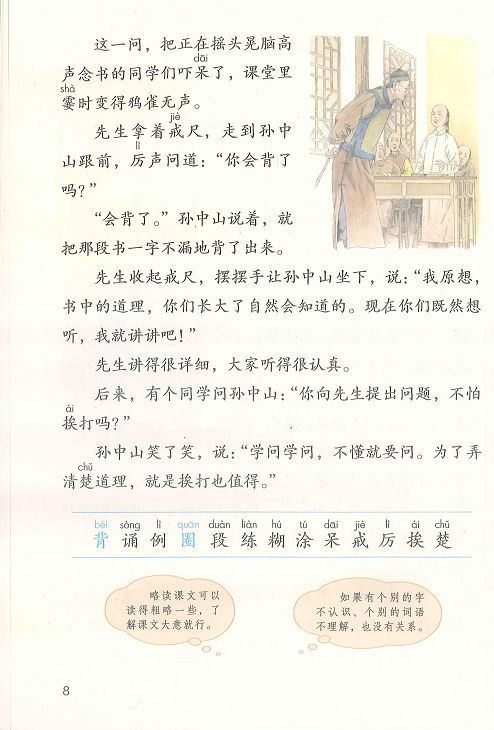 这一问，把正在摇头晃脑高
dāi
声念书的同学们吓呆了，课堂里
shà
霎时变得鸦雀无声。
jiè
先生拿着戒尺，走到孙中
lì
山跟前，厉声问道：“你会背了
吗？”
“会背了。”孙中山说着，就
把那段书一字不漏地背了出来。
先生收起戒尺，摆摆手让孙中山坐下，说：“我原想，
书中的道理，你们长大了自然会知道的。现在你们既然想
听，我就讲讲吧！”
先生讲得很详细，大家听得很认真。
后来，有个同学问孙中山：“你向先生提出问题，不怕
ái
挨打吗？”
孙中山笑了笑，说：“学问学问，不懂就要问。为了弄
chǔ
清楚道理，就是挨打也值得。”
bèi sòng lì quān duàn liàn hú tú dāi jiè lì ái chǔ
背 诵 例 圈 段 练 糊 涂 呆 戒 厉 挨 楚
略读课文可以
读得粗略一些，了
解课文大意就行。
如果有个别的字
不认识、个别的词语
不理解，也没有关系。
8